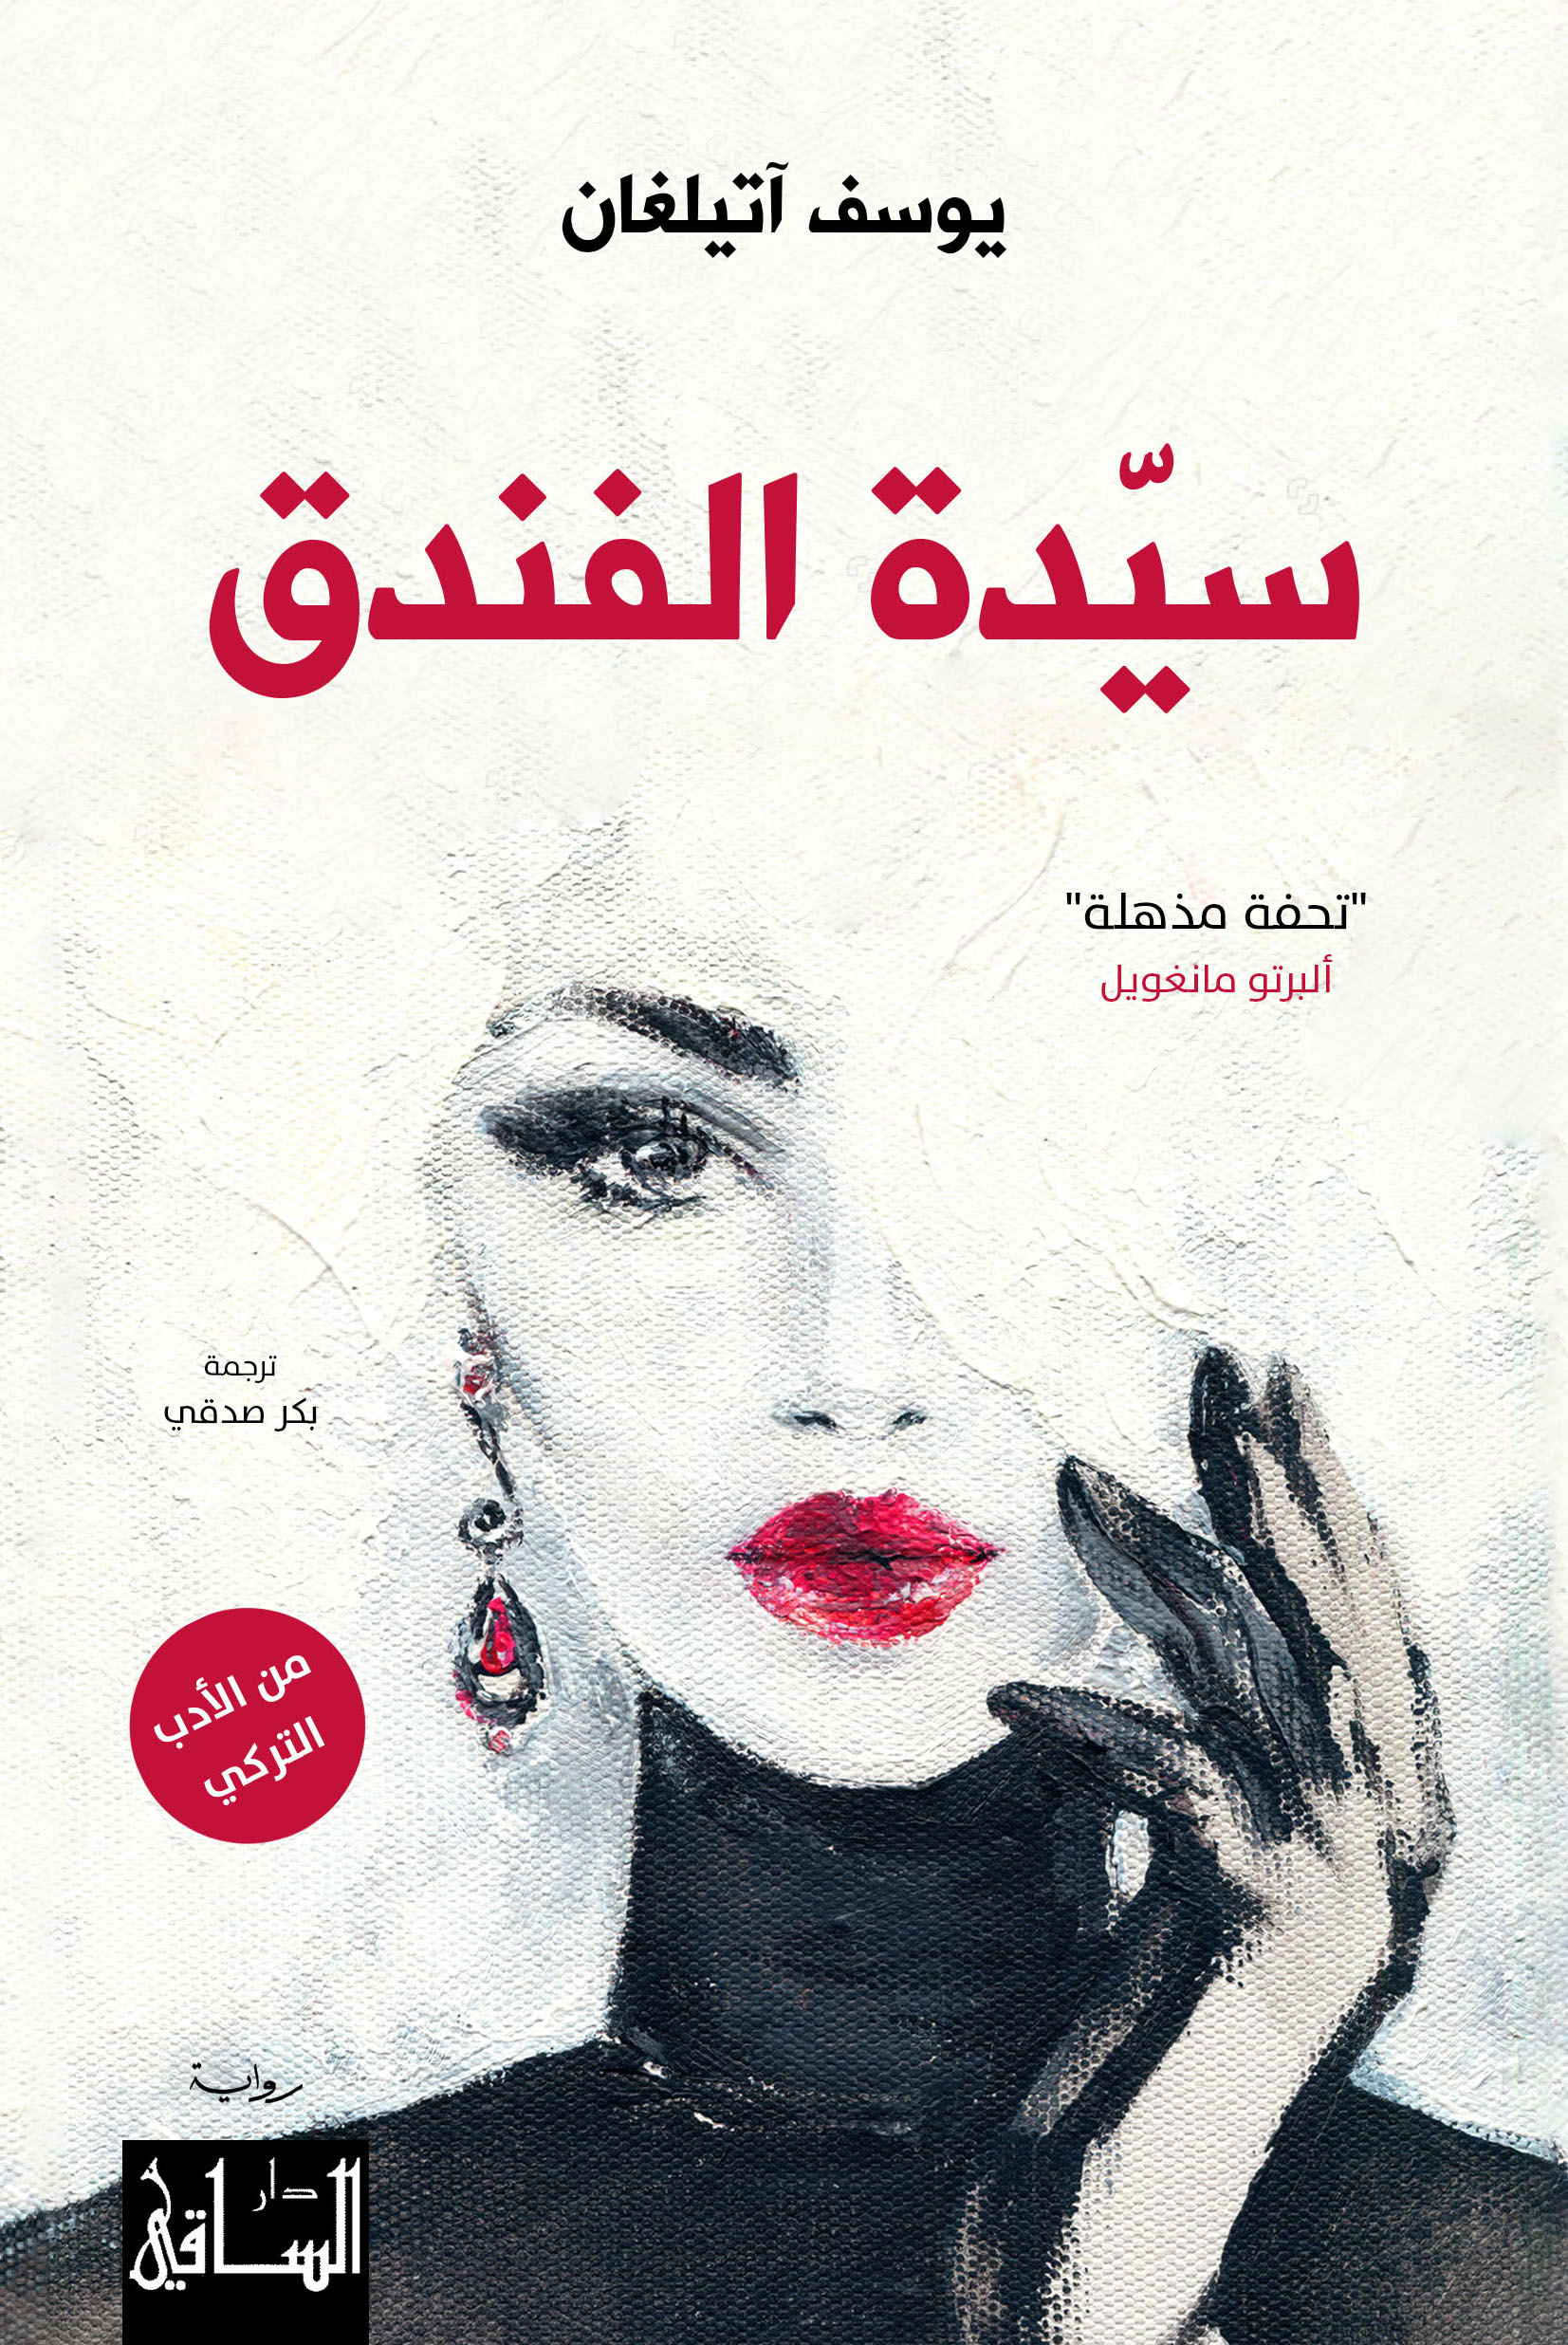 يوسف آتيلغان
سيّدة الفندق
"تحفة مذهلة"
ألبرتو مانغويل
ترجمة
بكر صدقي
من الأدب
التركي
رواية
دار
الساقي